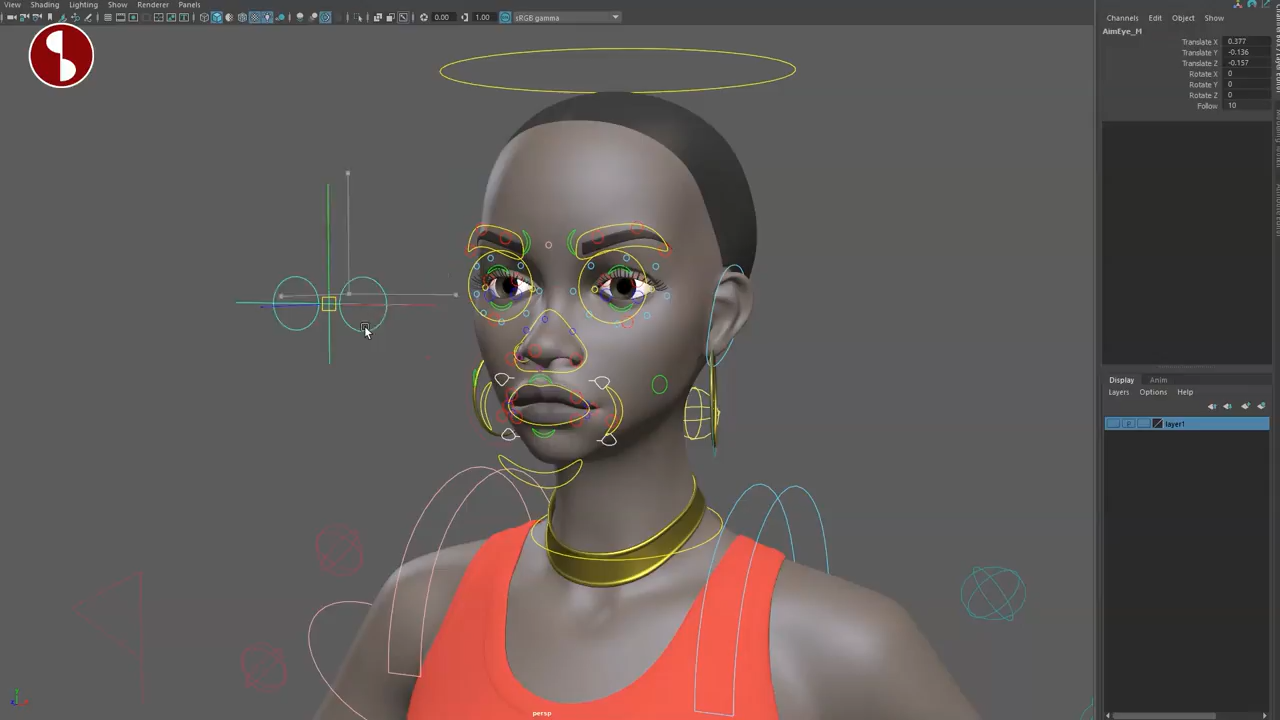 View Shading Lighting Show Renderer Panels
0.00 1.00 sRGB gamma
Channels Edit Object Show
AimEye_M
Translate X 0.377
Translate Y -0.136
Translate Z -0.157
Rotate X 0
Rotate Y 0
Rotate Z 0
Follow 10
Display Anim
Layers Options Help
P layer1
persp